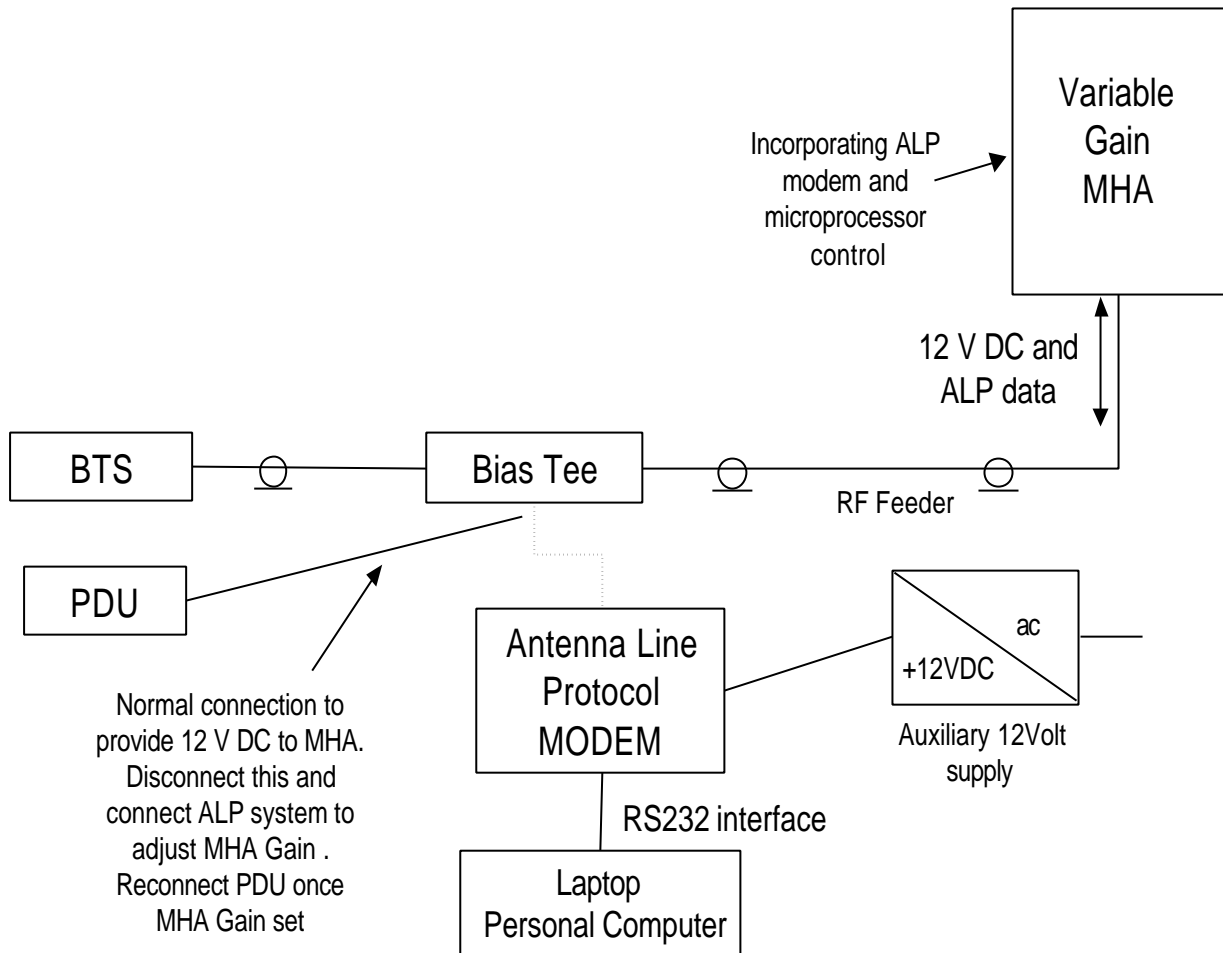 Variable
Gain
MHA
Incorporating ALP
modem and
microprocessor
control
12 V DC and
ALP data
BTS
Bias Tee
RF Feeder
PDU
Antenna Line
Protocol
MODEM
ac
+12VDC
Auxiliary 12Volt
supply
Normal connection to
provide 12 V DC to MHA.
Disconnect this and
connect ALP system to
adjust MHA Gain .
Reconnect PDU once
MHA Gain set
RS232 interface
Laptop
Personal Computer